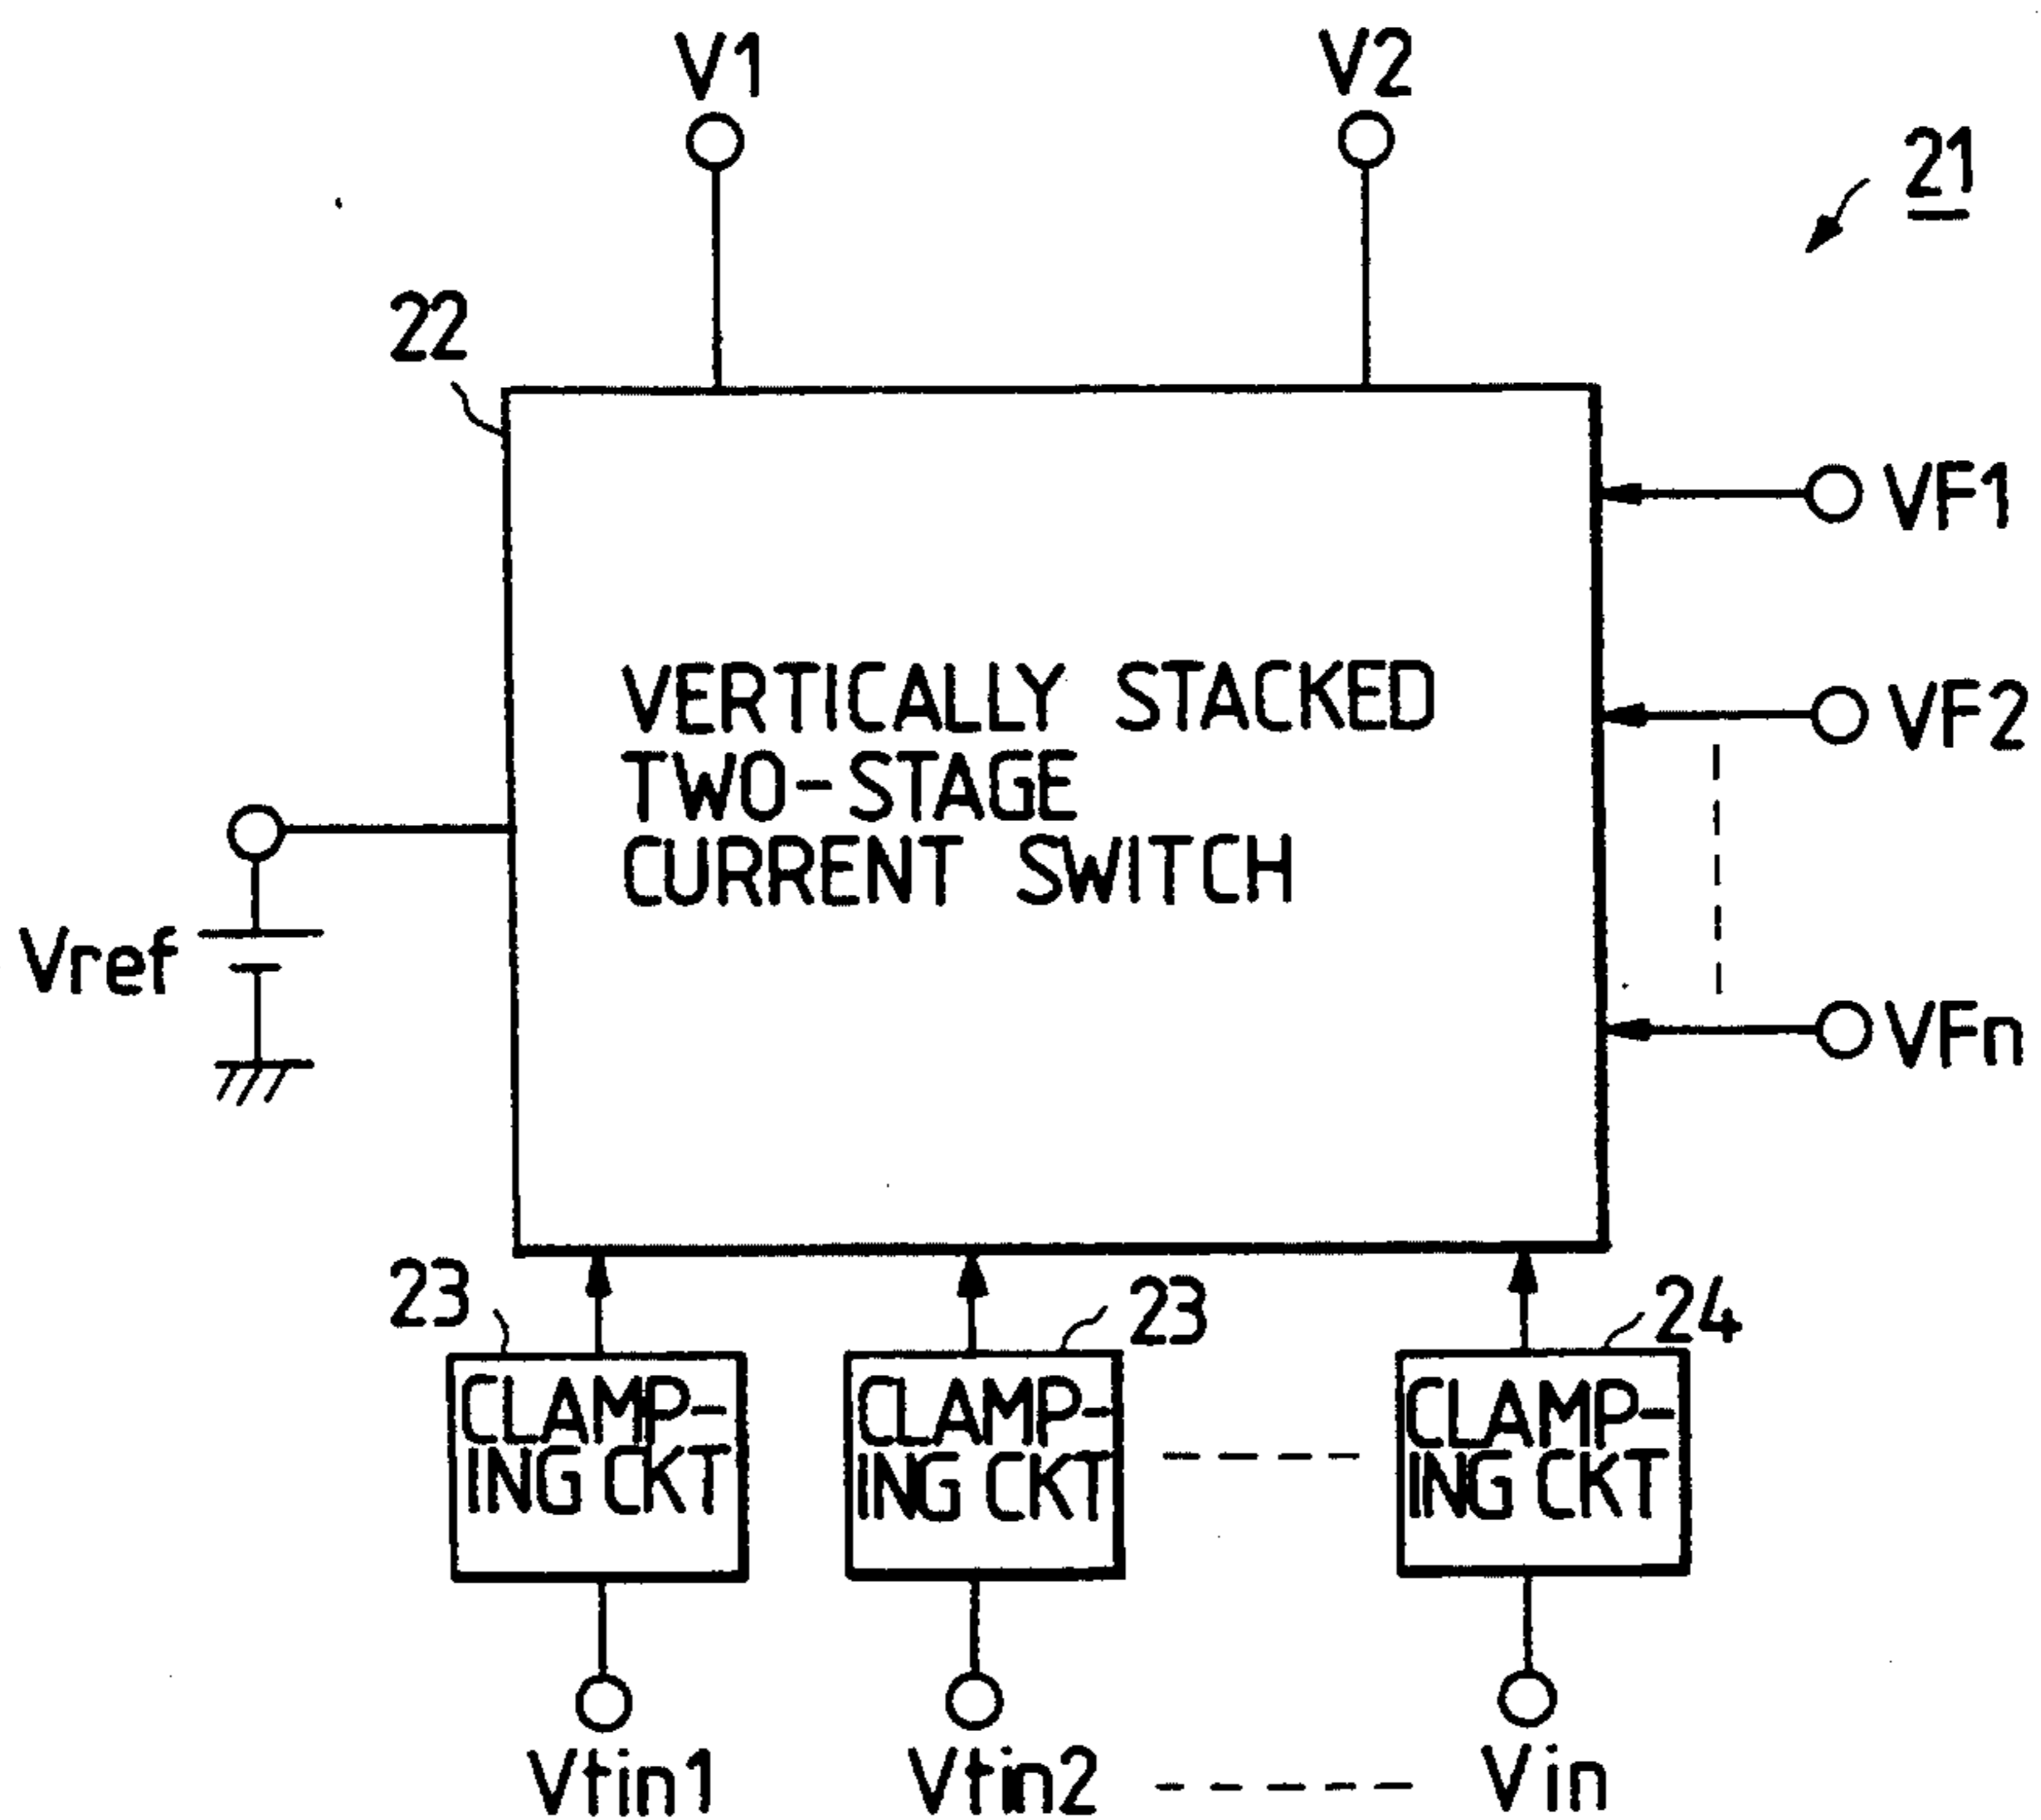 V1
V2
21
22
VF1
VERTICALLY STACKED
TWO-STAGE
CURRENT SWITCH
VF2
Vref
VFn
23
23
24
CLAMP-
ING CKT
CLAMP-
ING CKT
CLAMP-
ING CKT
Vtin1
Vtin2
Vin